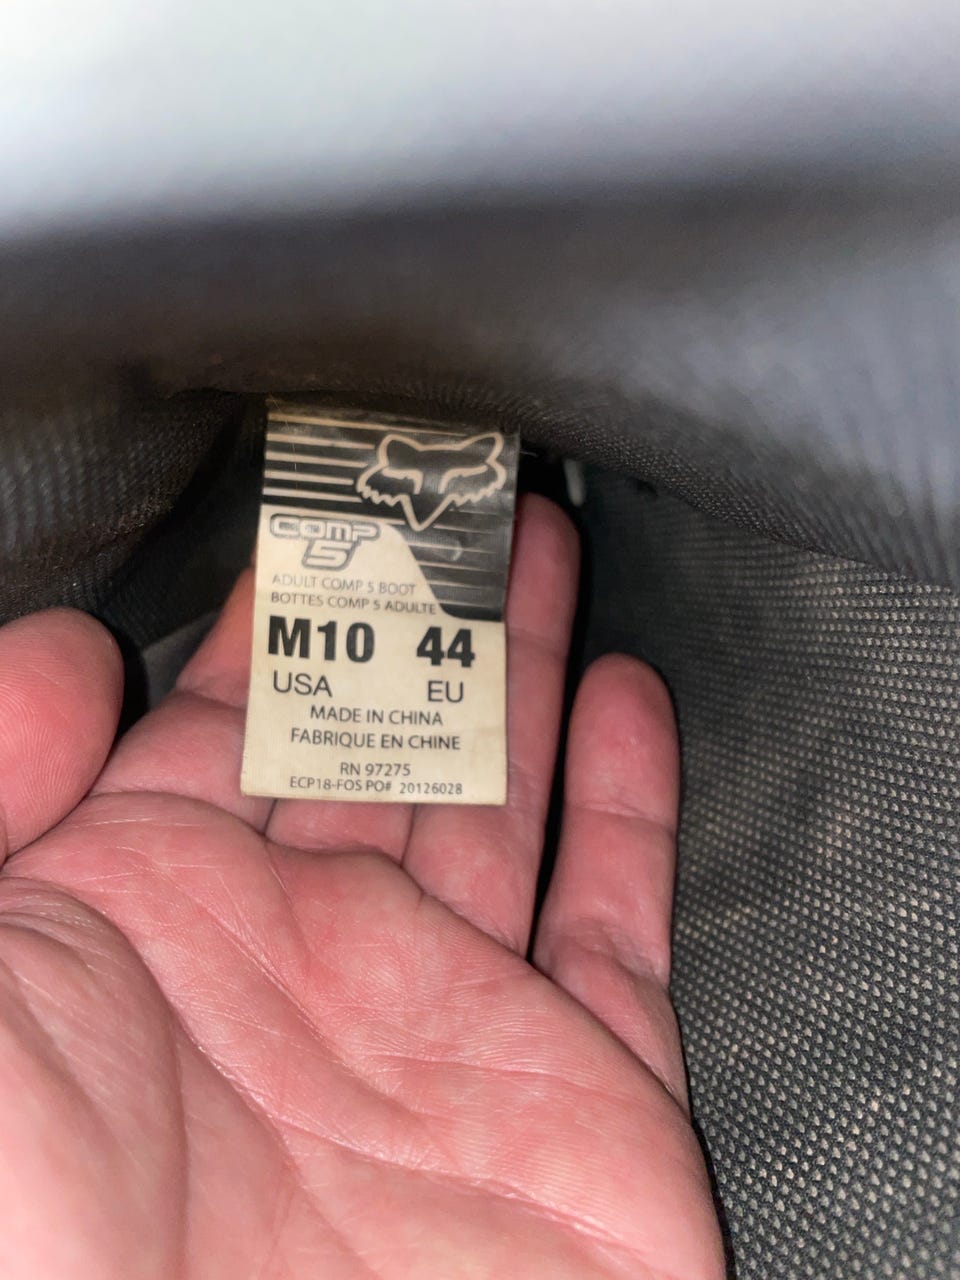 COMP
5
ADULT COMP 5 BOOT
BOTTES COMP 5 ADULTE
M10 44
USA EU
MADE IN CHINA
FABRIQUE EN CHINE
RN 97275
ECP18-FOS PO# 20126028